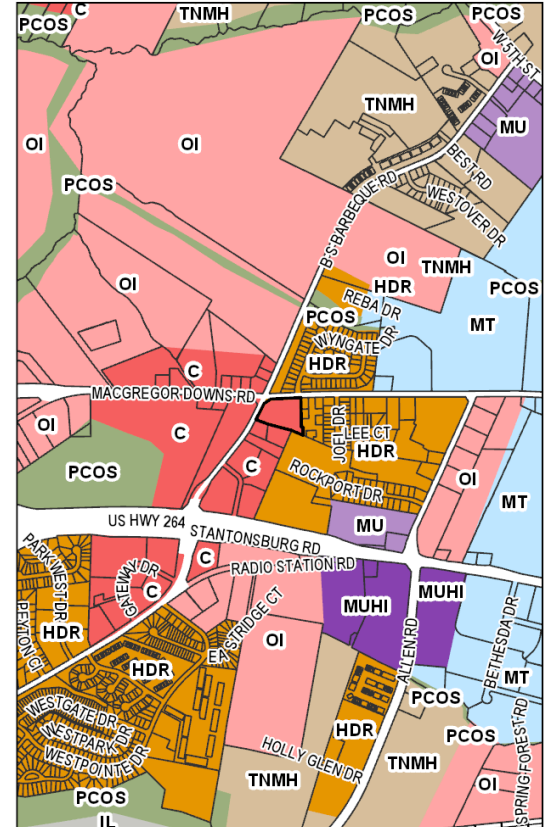 C
TNMH
PCOS
PCOS
PCOS
W 5TH ST
OI
TNMH
MU
OI
OI
BEST RD
PCOS
WESTOVER DR
B S BARBEQUE RD
OI
TNMH
OI
HDR
PCOS
REBA DR
PCOS
MT
WYNGATE DR
HDR
C
MACGREGOR DOWNS RD
OI
C
JOEL DR
LEE CT
HDR
C
PCOS
ROCKPORT DR
OI
MT
US HWY 264
STANTONSBURG RD
MU
PARK WEST DR
C
RADIO STATION RD
GATEWAY DR
C
MUHI
MUHI
PEYTON CI
HDR
EASTRIDGE CT
OI
ALLEN RD
BETHESDA DR
HDR
MT
PCOS
WESTGATE DR
HDR
PCOS
SPRING FOREST RD
WESTPARK DR
WESTPOINTE DR
HOLLY GLEN DR
TNMH
TNMH
OI
PCOS
IL